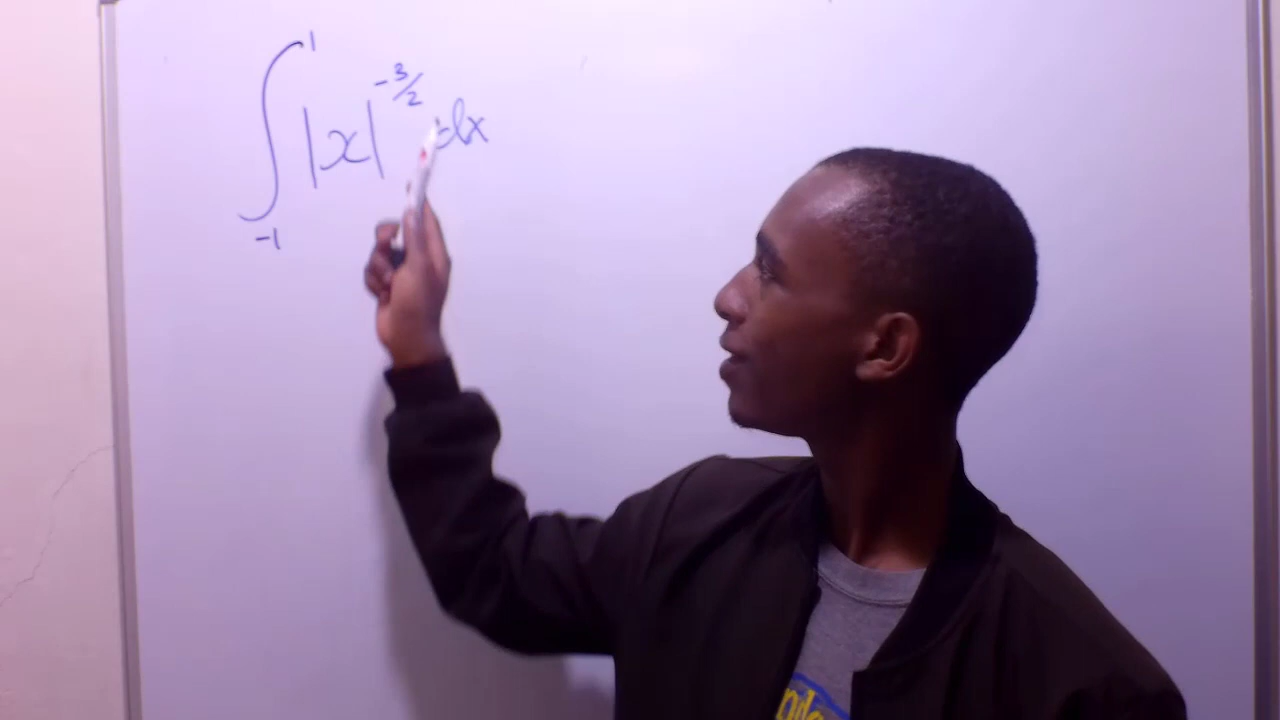 ∫₋₁¹ |x|^(-3/2) dx